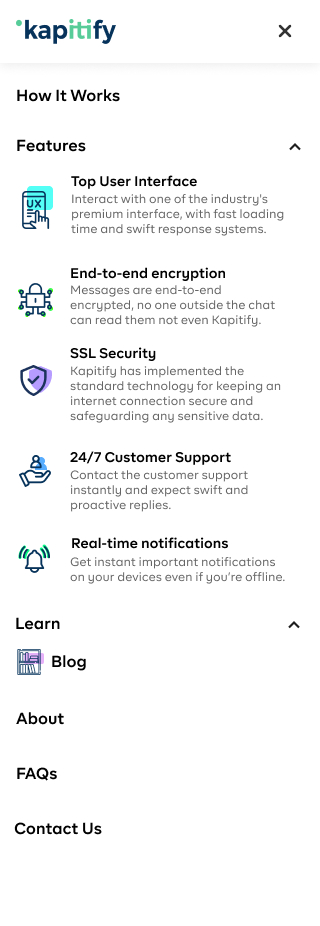 kapitify
How It Works
Features
UX
Top User Interface
Interact with one of the industry's
premium interface, with fast loading
time and swift response systems.
End-to-end encryption
Messages are end-to-end
encrypted, no one outside the chat
can read them not even Kapitify.
SSL Security
Kapitify has implemented the
standard technology for keeping an
internet connection secure and
safeguarding any sensitive data.
24/7 Customer Support
Contact the customer support
instantly and expect swift and
proactive replies.
Real-time notifications
Get instant important notifications
on your devices even if you're offline.
Learn
Blog
About
FAQs
Contact Us